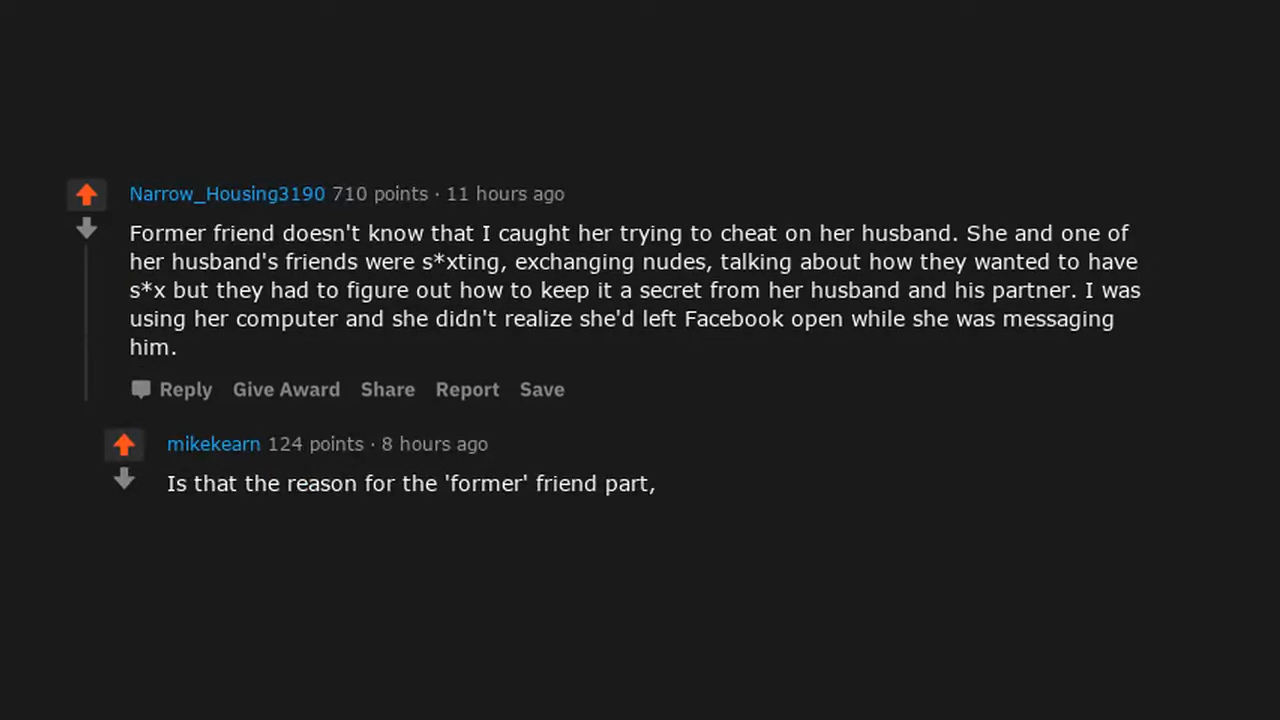 Narrow_Housing3190 710 points · 11 hours ago
Former friend doesn't know that I caught her trying to cheat on her husband. She and one of
her husband's friends were s*xting, exchanging nudes, talking about how they wanted to have
s*x but they had to figure out how to keep it a secret from her husband and his partner. I was
using her computer and she didn't realize she'd left Facebook open while she was messaging
him.
Reply Give Award Share Report Save
mikekearn 124 points · 8 hours ago
Is that the reason for the 'former' friend part,